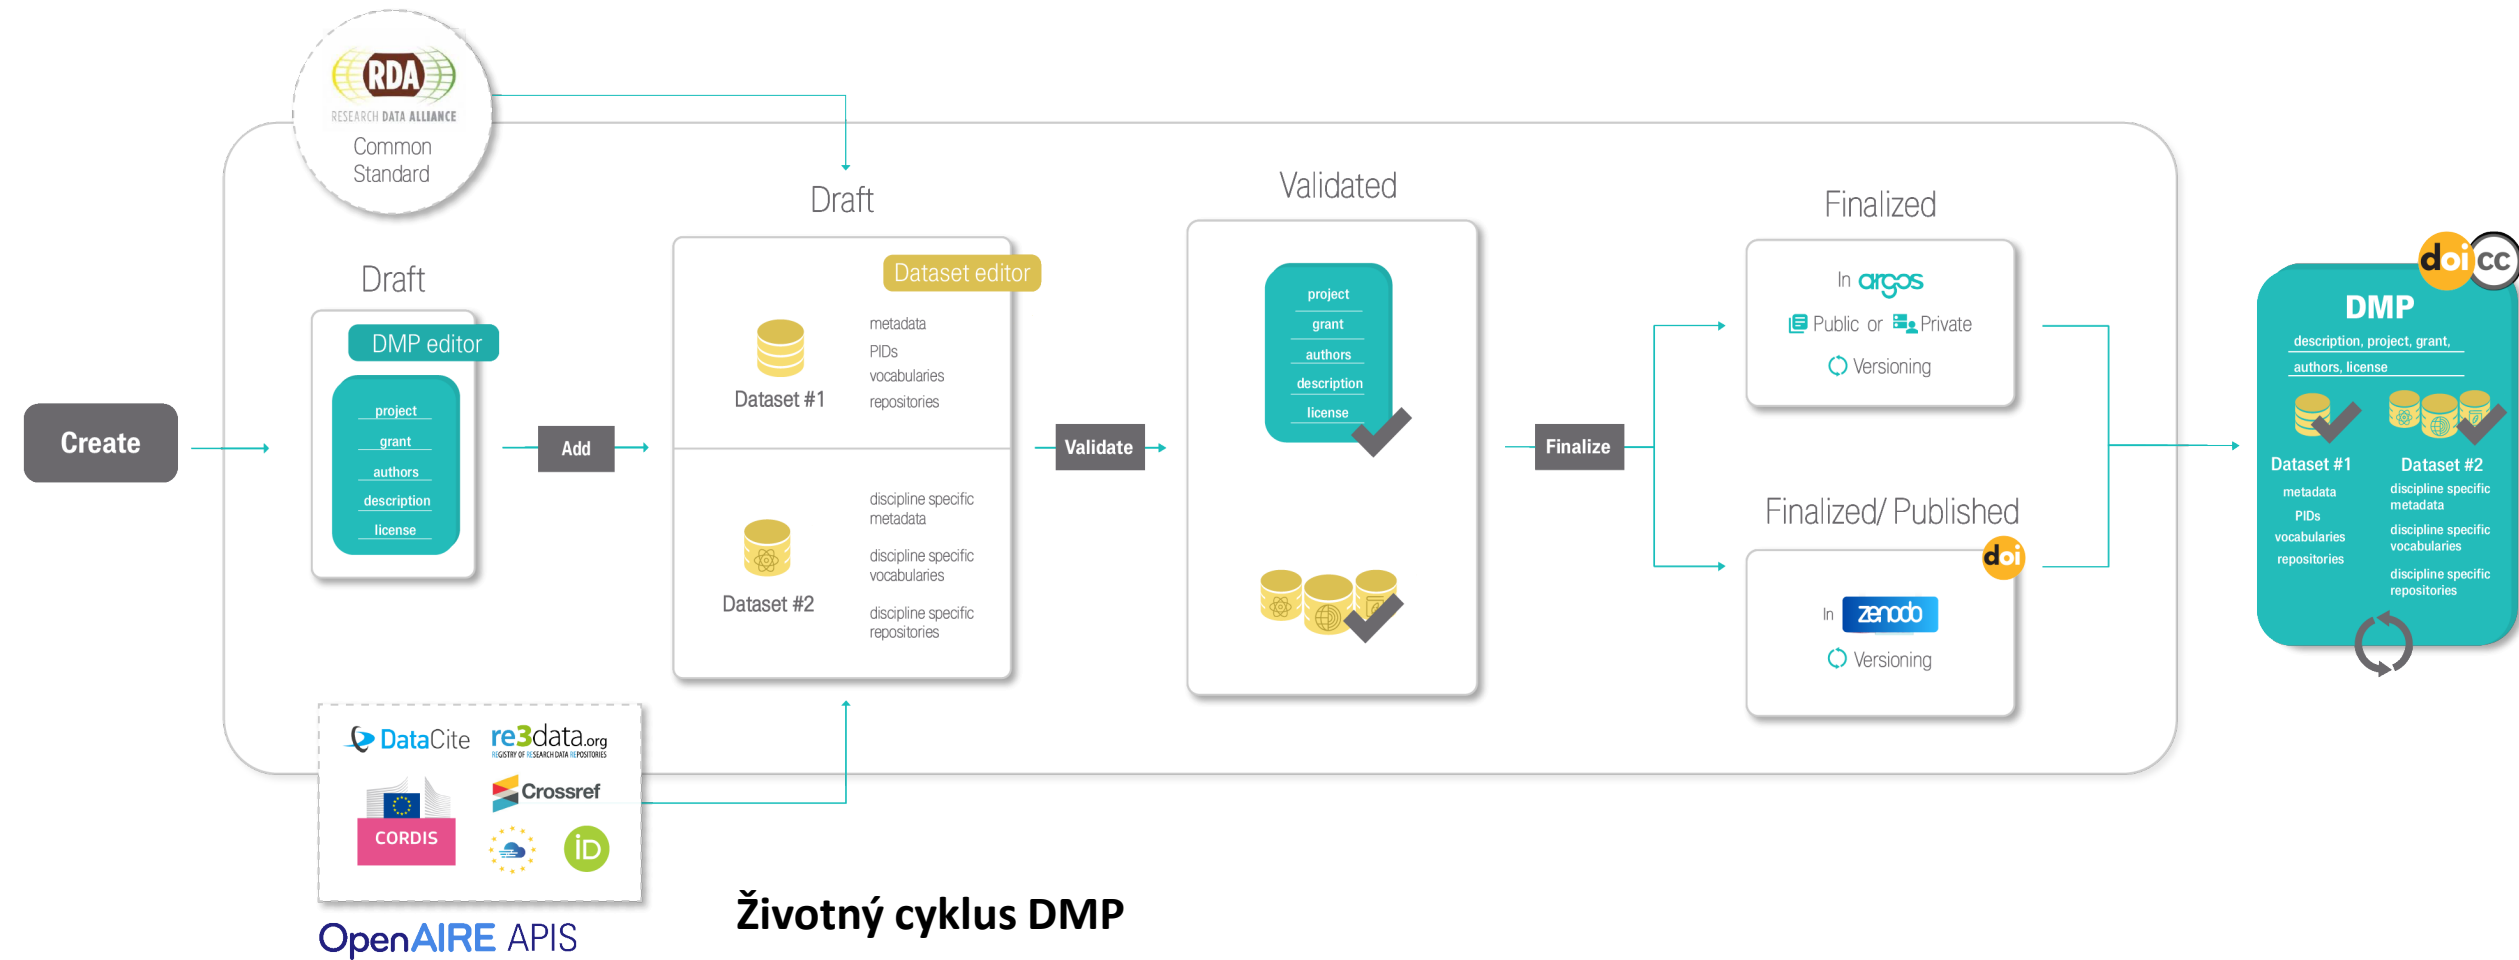 RDA
RESEARCH DATA ALLIANCE
Common
Standard
Create
Draft
DMP editor
project
grant
authors
description
license
Add
Draft
Dataset editor
Dataset #1
metadata
PIDs
vocabularies
repositories
Dataset #2
discipline specific
metadata
discipline specific
vocabularies
discipline specific
repositories
Validate
Validated
project
grant
authors
description
license
Finalize
Finalized
In argos
Public or Private
Versioning
Finalized/ Published
doi
In zenodo
Versioning
doi cc
DMP
description, project, grant,
authors, license
Dataset #1
metadata
PIDs
vocabularies
repositories
Dataset #2
discipline specific
metadata
discipline specific
vocabularies
discipline specific
repositories
DataCite
re3data.org
REGISTRY OF RESEARCH DATA REPOSITORIES
CORDIS
Crossref
iD
OpenAIRE APIS
Životný cyklus DMP